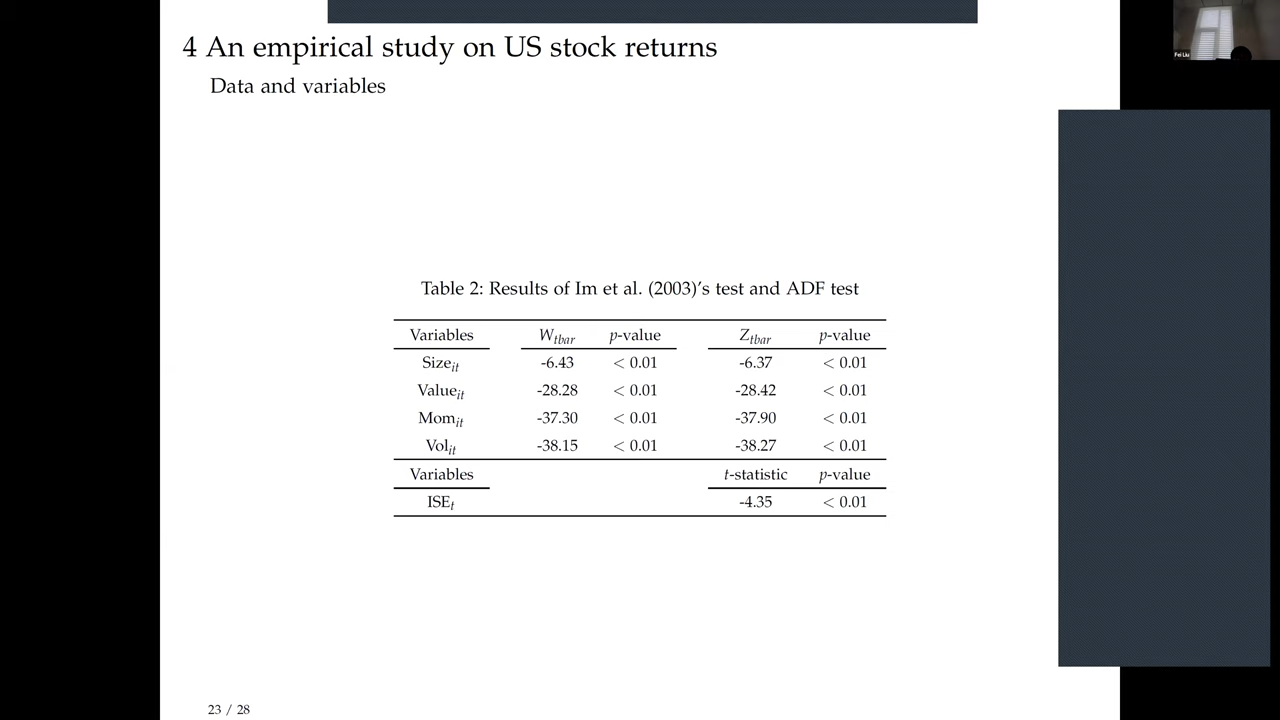 4 An empirical study on US stock returns
Data and variables
Fei Liu
Table 2: Results of Im et al. (2003)'s test and ADF test
Variables W_tbar p-value Z_tbar p-value
Size_it -6.43 < 0.01 -6.37 < 0.01
Value_it -28.28 < 0.01 -28.42 < 0.01
Mom_it -37.30 < 0.01 -37.90 < 0.01
Vol_it -38.15 < 0.01 -38.27 < 0.01
Variables t-statistic p-value
ISE_t -4.35 < 0.01
23 / 28